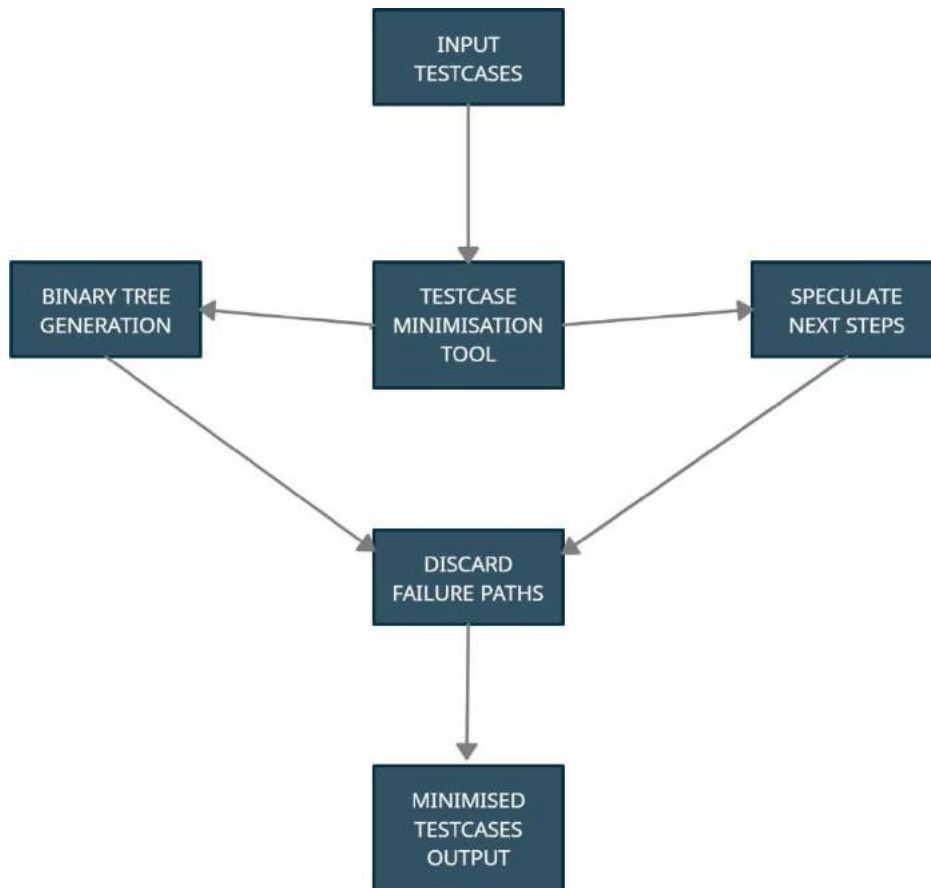 INPUT
TESTCASES
BINARY TREE
GENERATION
TESTCASE
MINIMISATION
TOOL
SPECULATE
NEXT STEPS
DISCARD
FAILURE PATHS
MINIMISED
TESTCASES
OUTPUT